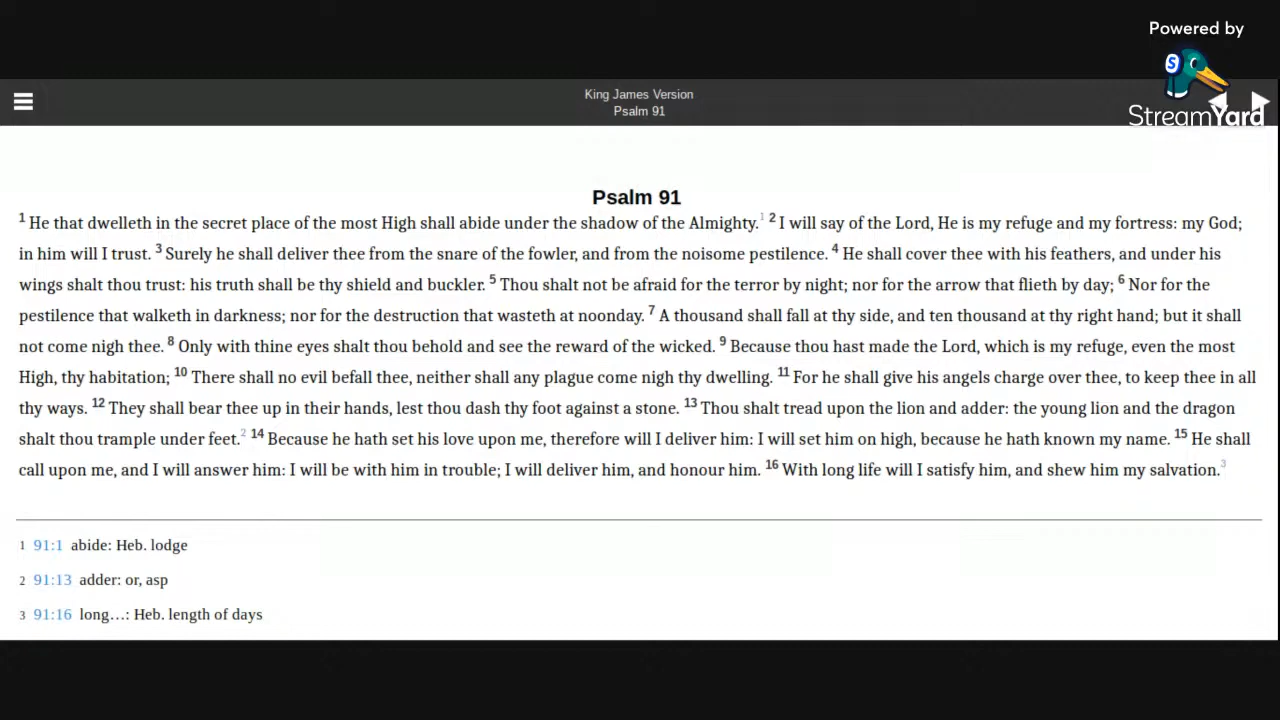 Powered by
S
StreamYard
King James Version
Psalm 91
Psalm 91
1 He that dwelleth in the secret place of the most High shall abide under the shadow of the Almighty.1 2 I will say of the Lord, He is my refuge and my fortress: my God;
in him will I trust. 3 Surely he shall deliver thee from the snare of the fowler, and from the noisome pestilence. 4 He shall cover thee with his feathers, and under his
wings shalt thou trust: his truth shall be thy shield and buckler. 5 Thou shalt not be afraid for the terror by night; nor for the arrow that flieth by day; 6 Nor for the
pestilence that walketh in darkness; nor for the destruction that wasteth at noonday. 7 A thousand shall fall at thy side, and ten thousand at thy right hand; but it shall
not come nigh thee. 8 Only with thine eyes shalt thou behold and see the reward of the wicked. 9 Because thou hast made the Lord, which is my refuge, even the most
High, thy habitation; 10 There shall no evil befall thee, neither shall any plague come nigh thy dwelling. 11 For he shall give his angels charge over thee, to keep thee in all
thy ways. 12 They shall bear thee up in their hands, lest thou dash thy foot against a stone. 13 Thou shalt tread upon the lion and adder: the young lion and the dragon
shalt thou trample under feet.2 14 Because he hath set his love upon me, therefore will I deliver him: I will set him on high, because he hath known my name. 15 He shall
call upon me, and I will answer him: I will be with him in trouble; I will deliver him, and honour him. 16 With long life will I satisfy him, and shew him my salvation.3
1 91:1 abide: Heb. lodge
2 91:13 adder: or, asp
3 91:16 long…: Heb. length of days